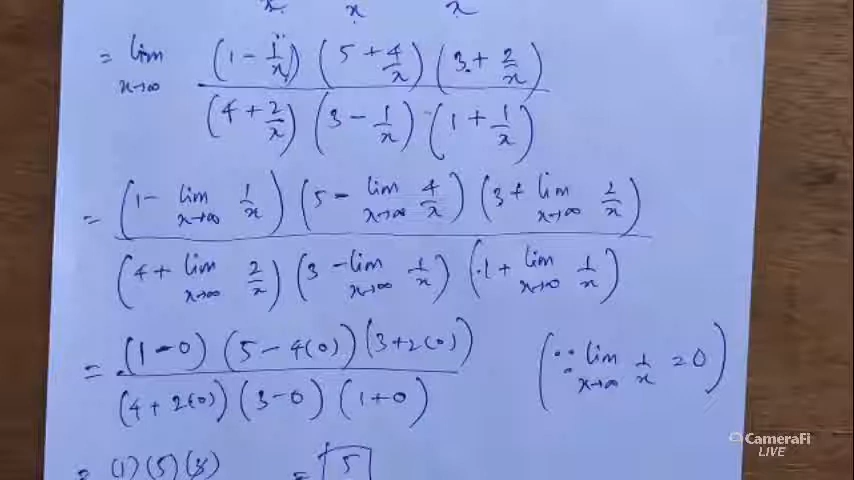 x x x
= lim x→∞ (1 - 1/x) (5 + 4/x) (3 + 2/x) / (4 + 2/x) (3 - 1/x) (1 + 1/x)
= (1 - lim x→∞ 1/x) (5 - lim x→∞ 4/x) (3 + lim x→∞ 2/x) / (4 + lim x→∞ 2/x) (3 - lim x→∞ 1/x) (1 + lim x→∞ 1/x)
= (1 - 0) (5 - 4(0)) (3 + 2(0)) / (4 + 2(0)) (3 - 0) (1 + 0) (∵ lim x→∞ 1/x = 0)
= (1) (5) (3) = 5
CameraFi
LIVE